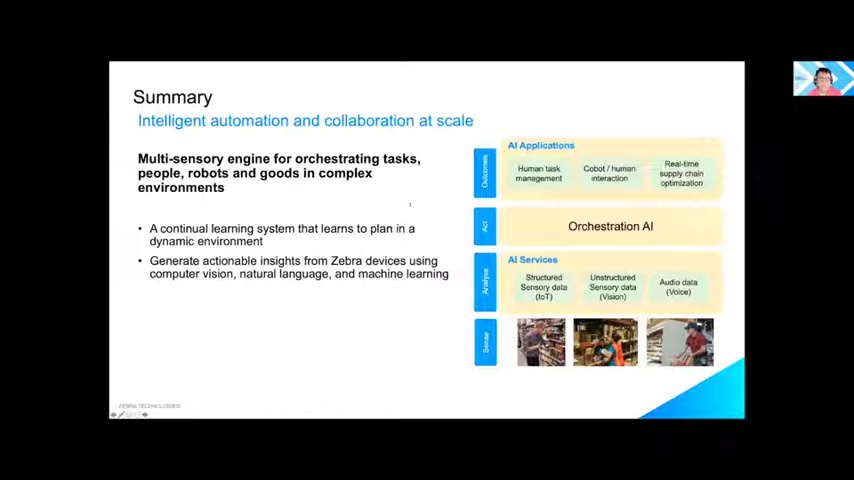 Summary
Intelligent automation and collaboration at scale
Multi-sensory engine for orchestrating tasks,
people, robots and goods in complex
environments
• A continual learning system that learns to plan in a
dynamic environment
• Generate actionable insights from Zebra devices using
computer vision, natural language, and machine learning
Outcomes
AI Applications
Human task
management
Cobot / human
interaction
Real-time
supply chain
optimization
Act
Orchestration AI
Analyse
AI Services
Structured
Sensory data
(IoT)
Unstructured
Sensory data
(Vision)
Audio data
(Voice)
Sense
ZEBRA TECHNOLOGIES